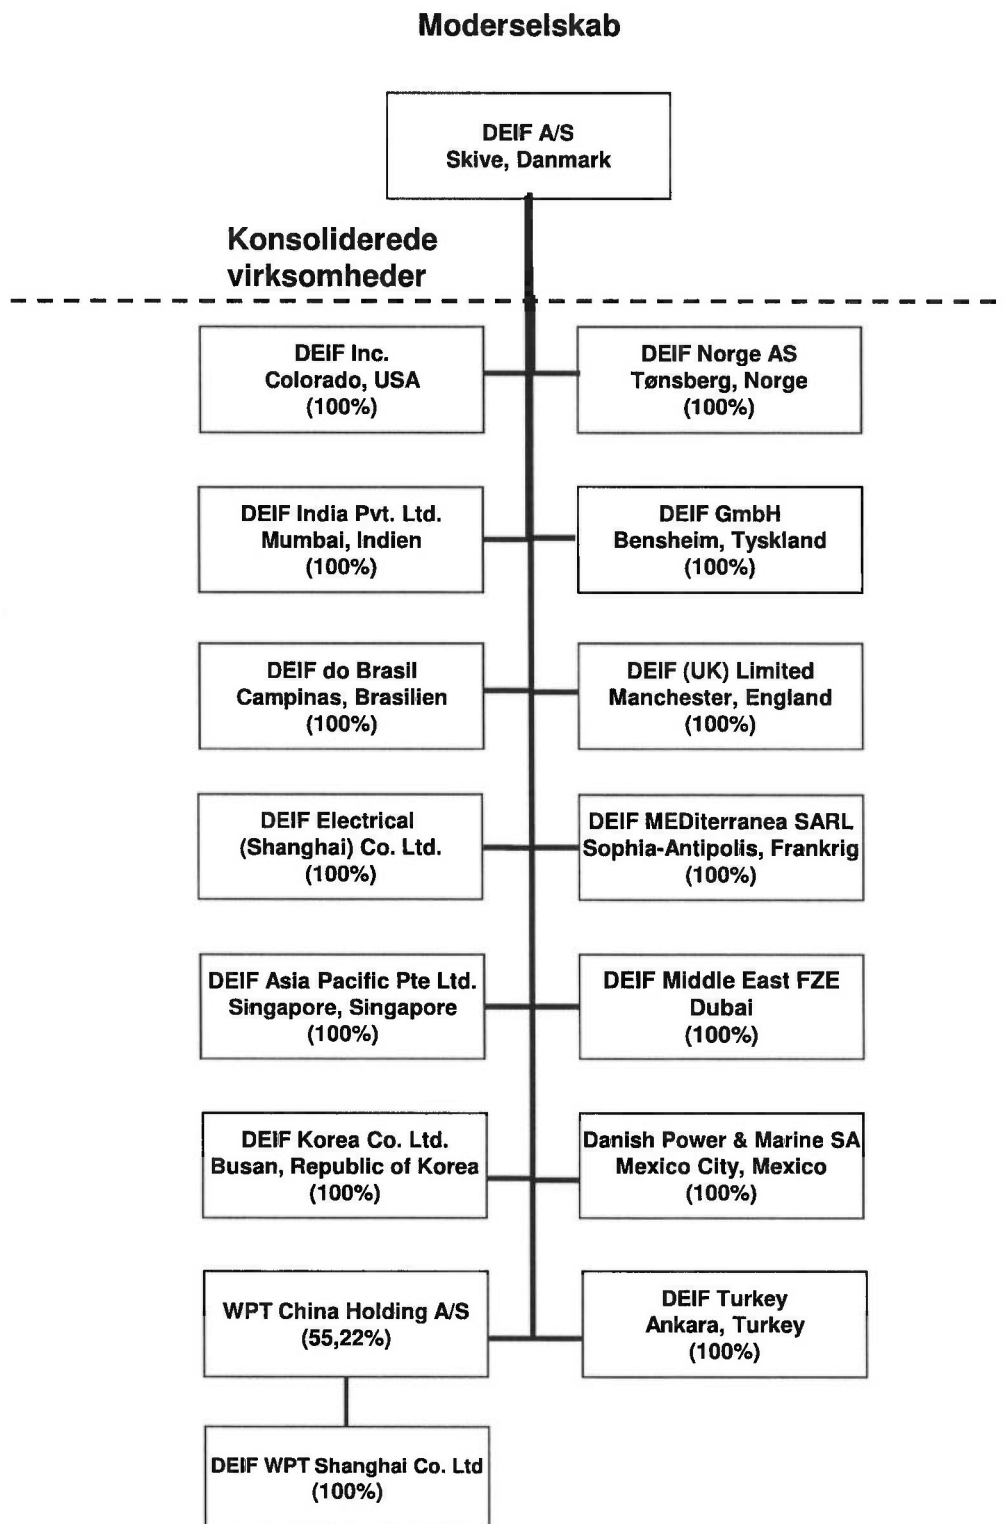 Moderselskab
DEIF A/S
Skive, Danmark
Konsoliderede
virksomheder
DEIF Inc.
Colorado, USA
(100%)
DEIF Norge AS
Tønsberg, Norge
(100%)
DEIF India Pvt. Ltd.
Mumbai, Indien
(100%)
DEIF GmbH
Bensheim, Tyskland
(100%)
DEIF do Brasil
Campinas, Brasilien
(100%)
DEIF (UK) Limited
Manchester, England
(100%)
DEIF Electrical
(Shanghai) Co. Ltd.
(100%)
DEIF MEDiterranea SARL
Sophia-Antipolis, Frankrig
(100%)
DEIF Asia Pacific Pte Ltd.
Singapore, Singapore
(100%)
DEIF Middle East FZE
Dubai
(100%)
DEIF Korea Co. Ltd.
Busan, Republic of Korea
(100%)
Danish Power & Marine SA
Mexico City, Mexico
(100%)
WPT China Holding A/S
(55,22%)
DEIF Turkey
Ankara, Turkey
(100%)
DEIF WPT Shanghai Co. Ltd
(100%)